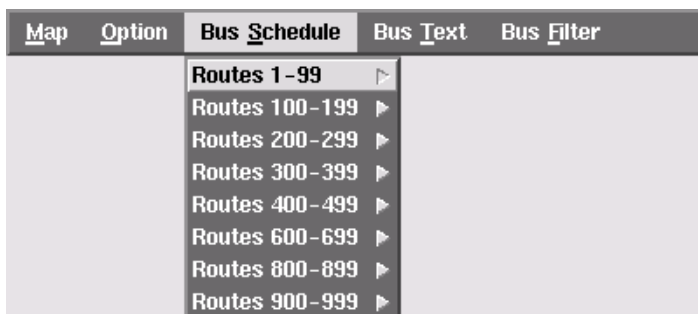 Map Option Bus Schedule Bus Text Bus Filter
Routes 1-99
Routes 100-199
Routes 200-299
Routes 300-399
Routes 400-499
Routes 600-699
Routes 800-899
Routes 900-999